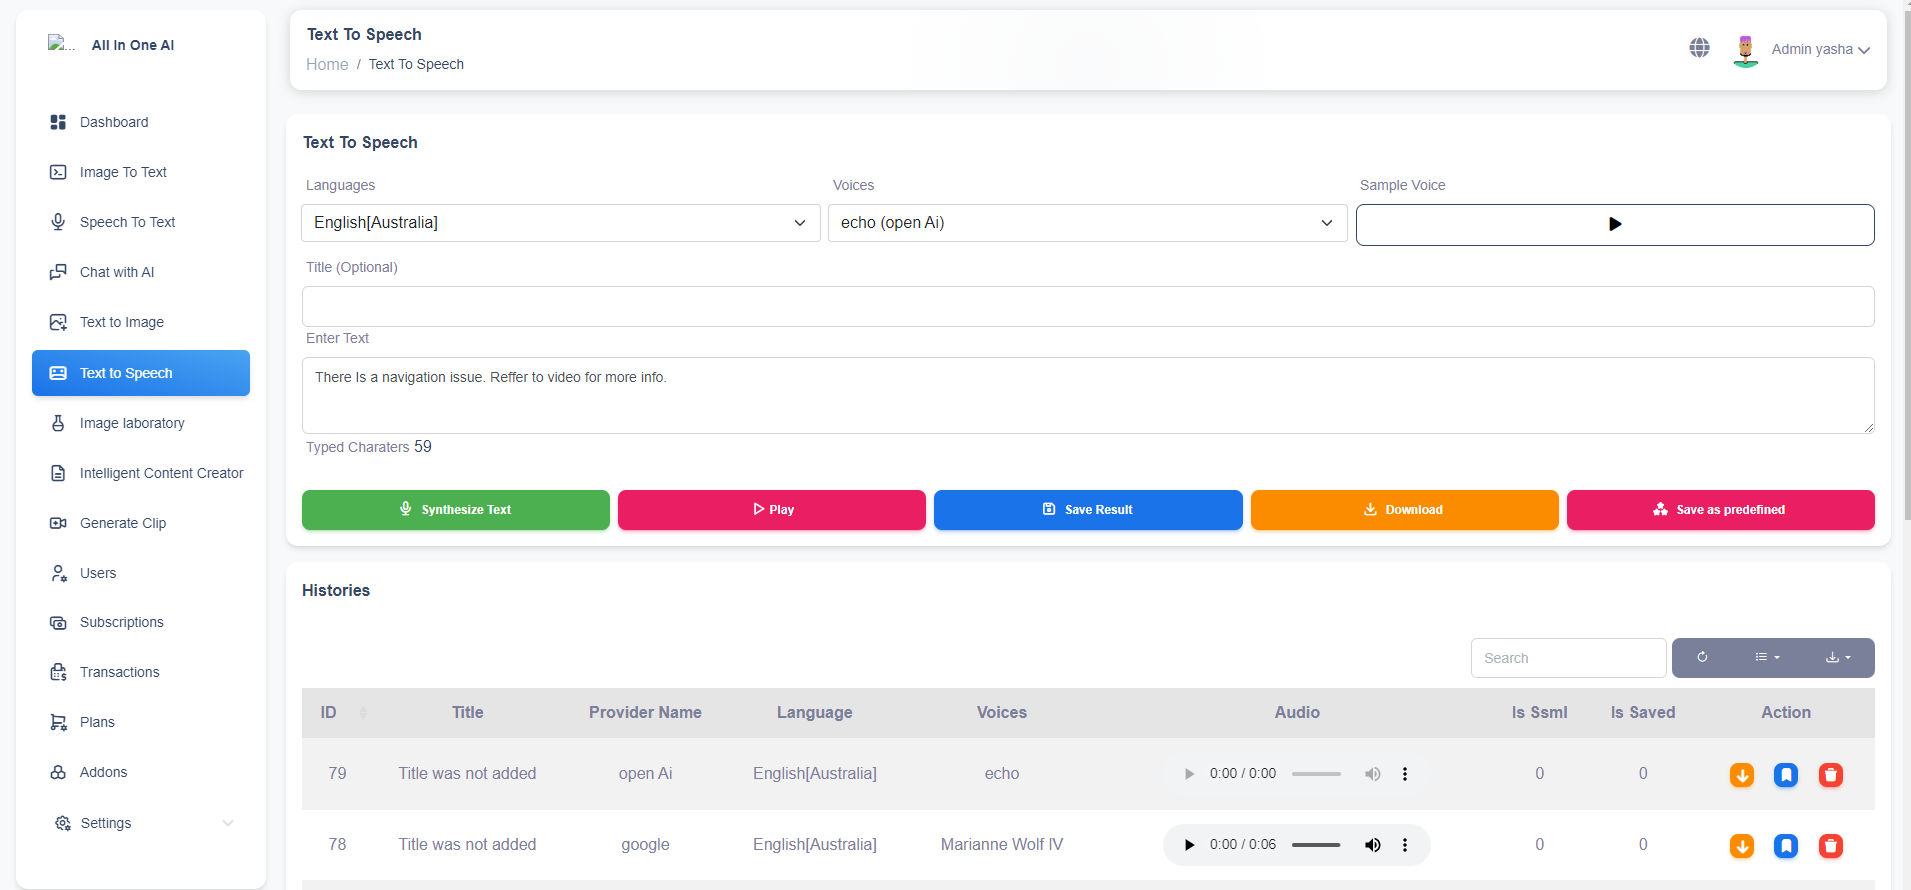 All In One AI
Dashboard
Image To Text
Speech To Text
Chat with AI
Text to Image
Text to Speech
Image laboratory
Intelligent Content Creator
Generate Clip
Users
Subscriptions
Transactions
Plans
Addons
Settings
Text To Speech
Home / Text To Speech
Admin yasha
Text To Speech
Languages Voices Sample Voice
English[Australia] echo (open Ai)
Title (Optional)
Enter Text
There Is a navigation issue. Reffer to video for more info.
Typed Charaters 59
Synthesize Text Play Save Result Download Save as predefined
Histories
Search
ID Title Provider Name Language Voices Audio Is Ssml Is Saved Action
79 Title was not added open Ai English[Australia] echo 0:00 / 0:00 0 0
78 Title was not added google English[Australia] Marianne Wolf IV 0:00 / 0:06 0 0